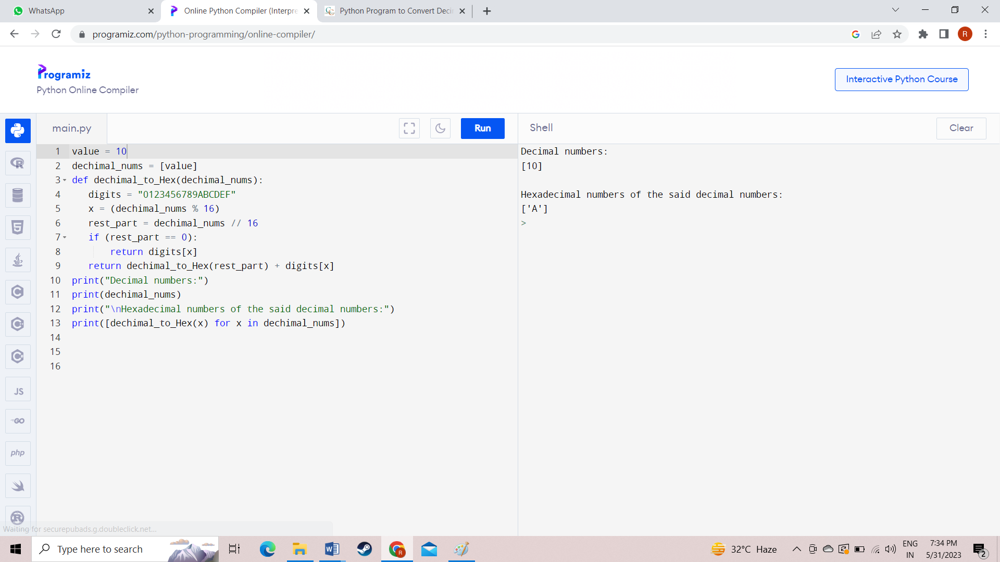 WhatsApp
Online Python Compiler (Interpre
Python Program to Convert Deci
programiz.com/python-programming/online-compiler/
R
Programiz
Python Online Compiler
Interactive Python Course
main.py
Run
Shell
Clear
1 value = 10
2 dechimal_nums = [value]
3 def dechimal_to_Hex(dechimal_nums):
4 digits = "0123456789ABCDEF"
5 x = (dechimal_nums % 16)
6 rest_part = dechimal_nums // 16
7 if (rest_part == 0):
8 return digits[x]
9 return dechimal_to_Hex(rest_part) + digits[x]
10 print("Decimal numbers:")
11 print(dechimal_nums)
12 print("\nHexadecimal numbers of the said decimal numbers:")
13 print([dechimal_to_Hex(x) for x in dechimal_nums])
14
15
16
Decimal numbers:
[10]
Hexadecimal numbers of the said decimal numbers:
['A']
>
JS
GO
php
Waiting for securepubads.g.doubleclick.net...
Type here to search
32°C Haze
ENG
IN
7:34 PM
5/31/2023
2